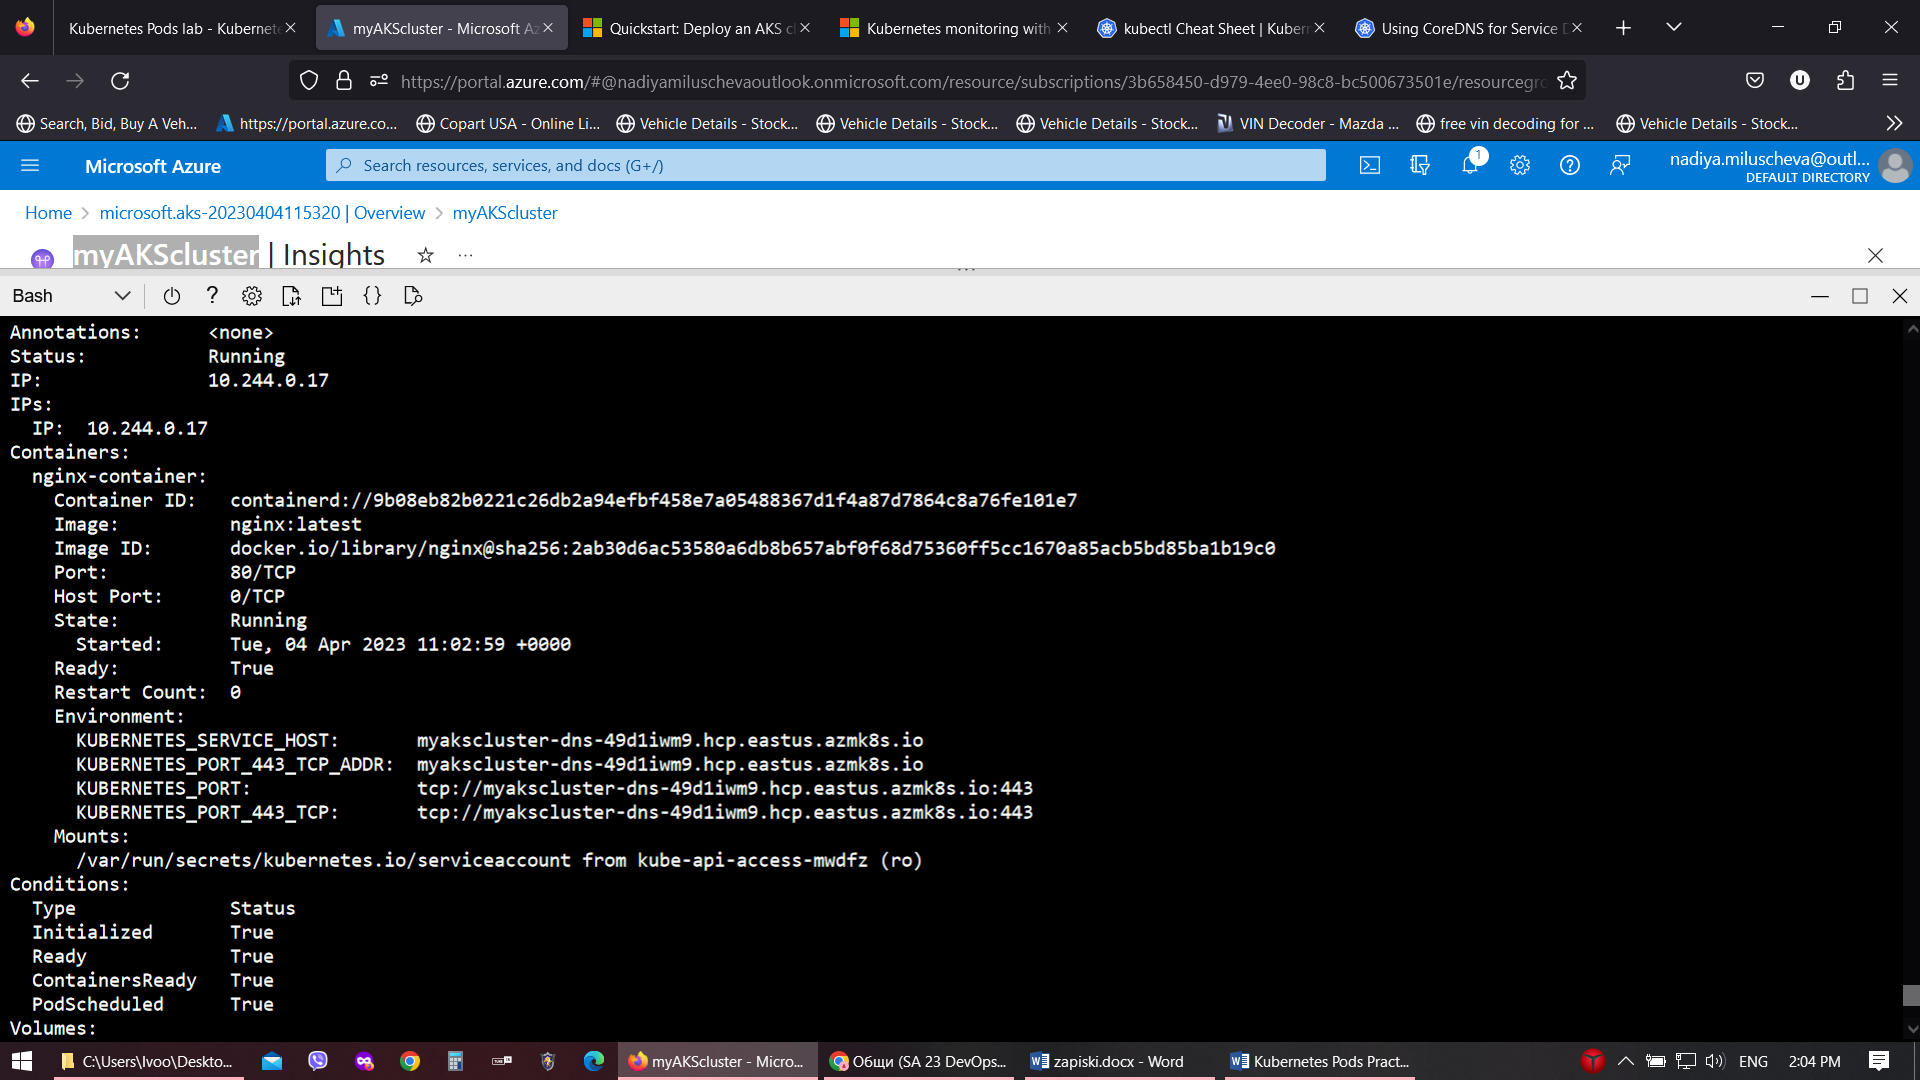 Kubernetes Pods lab - Kubernete
myAKScluster - Microsoft Az
Quickstart: Deploy an AKS cl
Kubernetes monitoring with
kubectl Cheat Sheet | Kubern
Using CoreDNS for Service D
https://portal.azure.com/#@nadiyamiluschevaoutlook.onmicrosoft.com/resource/subscriptions/3b658450-d979-4ee0-98c8-bc500673501e/resourcegro
Search, Bid, Buy A Veh...
https://portal.azure.co...
Copart USA - Online Li...
Vehicle Details - Stock...
Vehicle Details - Stock...
Vehicle Details - Stock...
VIN Decoder - Mazda ...
free vin decoding for ...
Vehicle Details - Stock...
Microsoft Azure
Search resources, services, and docs (G+/)
1
nadiya.miluscheva@outl...
DEFAULT DIRECTORY
Home > microsoft.aks-20230404115320 | Overview > myAKScluster
myAKScluster | Insights
Bash
Annotations: <none>
Status: Running
IP: 10.244.0.17
IPs:
IP: 10.244.0.17
Containers:
nginx-container:
Container ID: containerd://9b08eb82b0221c26db2a94efbf458e7a05488367d1f4a87d7864c8a76fe101e7
Image: nginx:latest
Image ID: docker.io/library/nginx@sha256:2ab30d6ac53580a6db8b657abf0f68d75360ff5cc1670a85acb5bd85ba1b19c0
Port: 80/TCP
Host Port: 0/TCP
State: Running
Started: Tue, 04 Apr 2023 11:02:59 +0000
Ready: True
Restart Count: 0
Environment:
KUBERNETES_SERVICE_HOST: myakscluster-dns-49d1iwm9.hcp.eastus.azmk8s.io
KUBERNETES_PORT_443_TCP_ADDR: myakscluster-dns-49d1iwm9.hcp.eastus.azmk8s.io
KUBERNETES_PORT: tcp://myakscluster-dns-49d1iwm9.hcp.eastus.azmk8s.io:443
KUBERNETES_PORT_443_TCP: tcp://myakscluster-dns-49d1iwm9.hcp.eastus.azmk8s.io:443
Mounts:
/var/run/secrets/kubernetes.io/serviceaccount from kube-api-access-mwdfz (ro)
Conditions:
Type Status
Initialized True
Ready True
ContainersReady True
PodScheduled True
Volumes:
C:\Users\Ivoo\Deskto...
myAKScluster - Micro...
Общи (SA 23 DevOps...
zapiski.docx - Word
Kubernetes Pods Pract...
ENG
2:04 PM